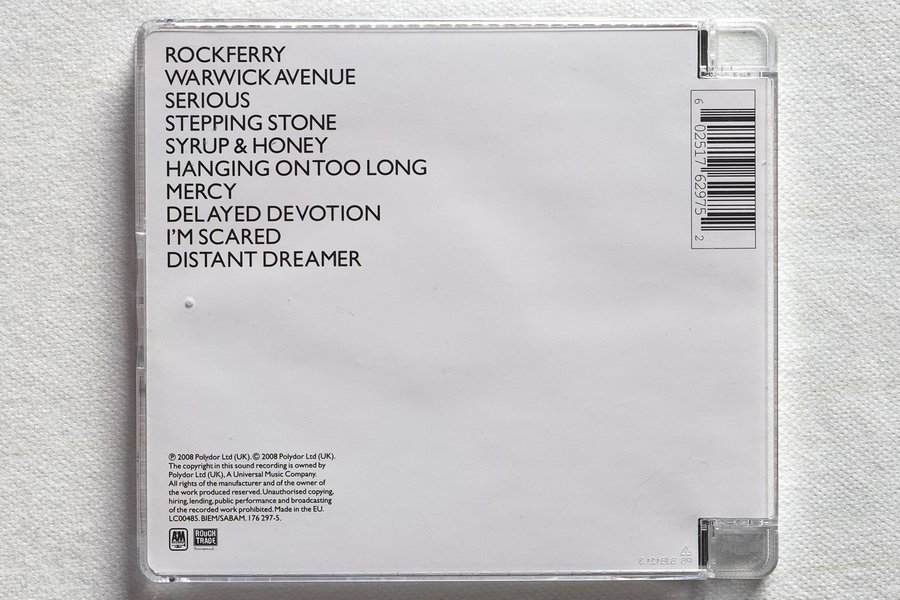 ROCKFERRY
WARWICK AVENUE
SERIOUS
STEPPING STONE
SYRUP & HONEY
HANGING ON TOO LONG
MERCY
DELAYED DEVOTION
I'M SCARED
DISTANT DREAMER
6 02517 62975 2
℗ 2008 Polydor Ltd (UK). © 2008 Polydor Ltd (UK).
The copyright in this sound recording is owned by
Polydor Ltd (UK), A Universal Music Company.
All rights of the manufacturer and of the owner of
the work produced reserved. Unauthorised copying,
hiring, lending, public performance and broadcasting
of the recorded work prohibited. Made in the EU.
LC00485. BIEM/SABAM. 176 297-5.
AM
ROUGH
TRADE